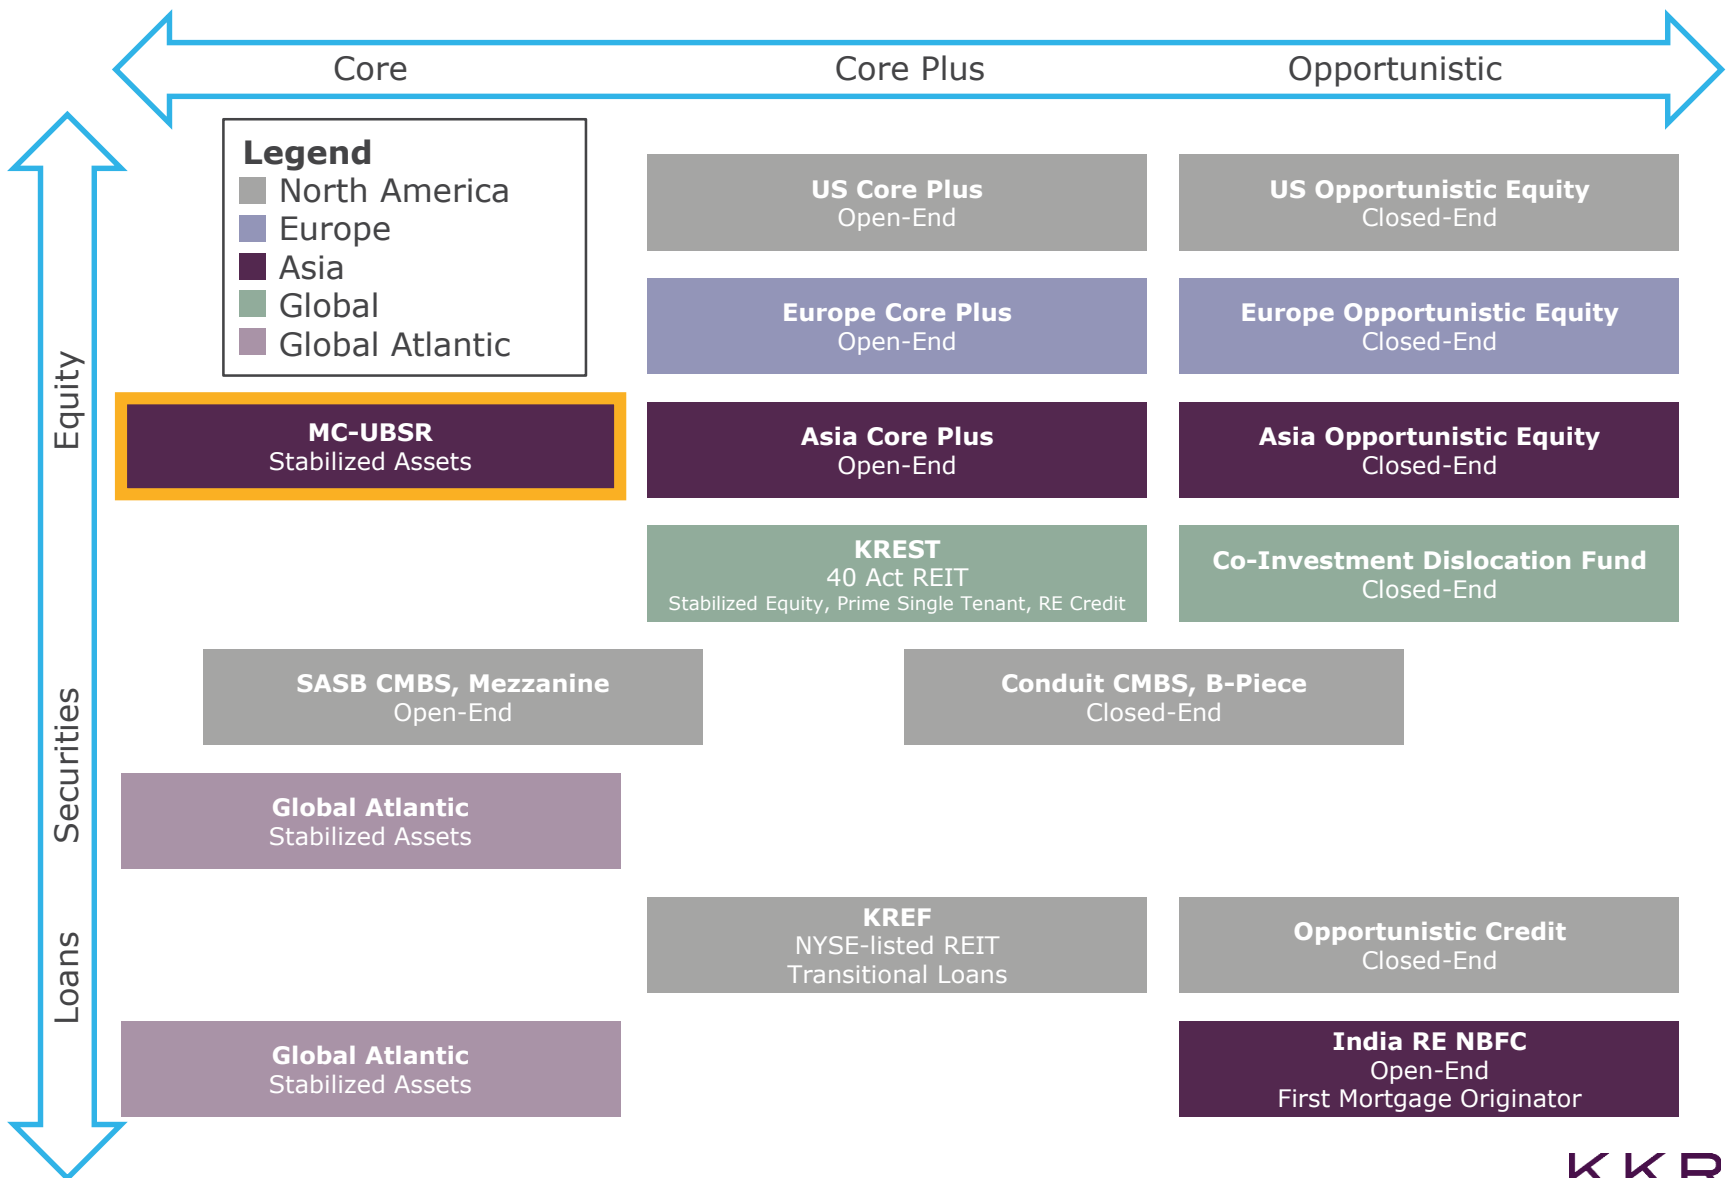 Core
Core Plus
Opportunistic
Legend
North America
Europe
Asia
Global
Global Atlantic
Equity
Securities
Loans
US Core Plus
Open-End
US Opportunistic Equity
Closed-End
Europe Core Plus
Open-End
Europe Opportunistic Equity
Closed-End
MC-UBSR
Stabilized Assets
Asia Core Plus
Open-End
Asia Opportunistic Equity
Closed-End
KREST
40 Act REIT
Stabilized Equity, Prime Single Tenant, RE Credit
Co-Investment Dislocation Fund
Closed-End
SASB CMBS, Mezzanine
Open-End
Conduit CMBS, B-Piece
Closed-End
Global Atlantic
Stabilized Assets
KREF
NYSE-listed REIT
Transitional Loans
Opportunistic Credit
Closed-End
Global Atlantic
Stabilized Assets
India RE NBFC
Open-End
First Mortgage Originator
KKR